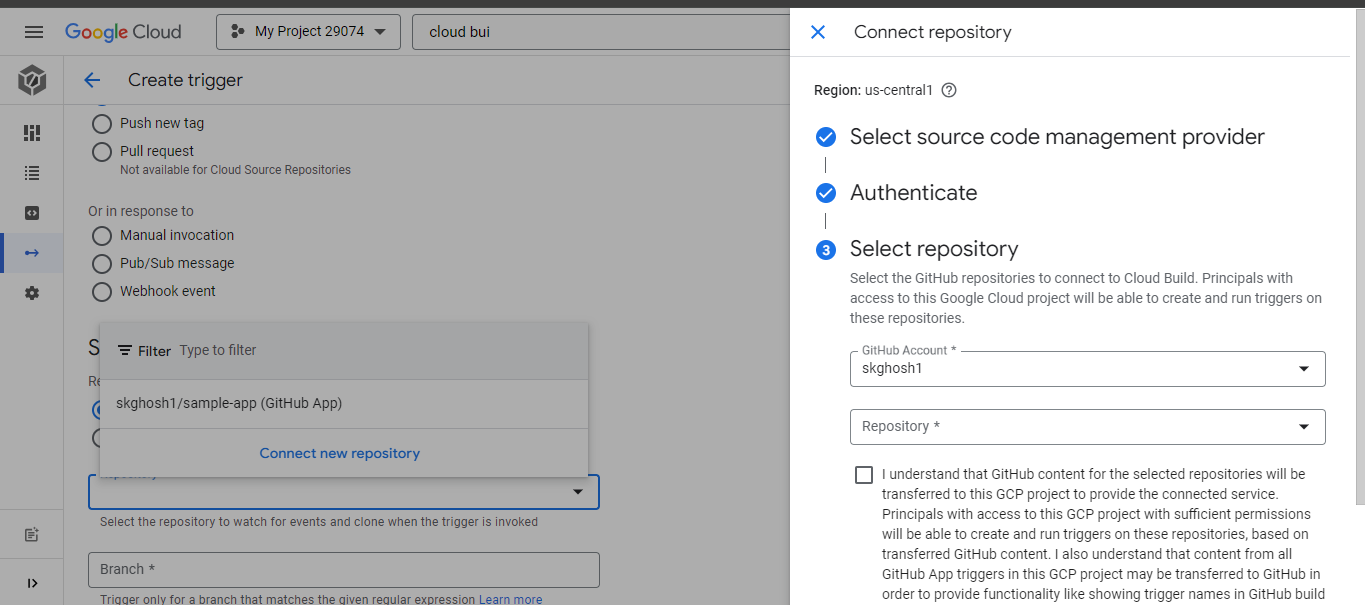 Google Cloud
My Project 29074
cloud bui
Create trigger
Push new tag
Pull request
Not available for Cloud Source Repositories
Or in response to
Manual invocation
Pub/Sub message
Webhook event
S
Re
Filter Type to filter
skghosh1/sample-app (GitHub App)
Connect new repository
Select the repository to watch for events and clone when the trigger is invoked
Branch *
Trigger only for a branch that matches the given regular expression Learn more
Connect repository
Region: us-central1
Select source code management provider
Authenticate
3 Select repository
Select the GitHub repositories to connect to Cloud Build. Principals with
access to this Google Cloud project will be able to create and run triggers on
these repositories.
GitHub Account *
skghosh1
Repository *
I understand that GitHub content for the selected repositories will be
transferred to this GCP project to provide the connected service.
Principals with access to this GCP project with sufficient permissions
will be able to create and run triggers on these repositories, based on
transferred GitHub content. I also understand that content from all
GitHub App triggers in this GCP project may be transferred to GitHub in
order to provide functionality like showing trigger names in GitHub build